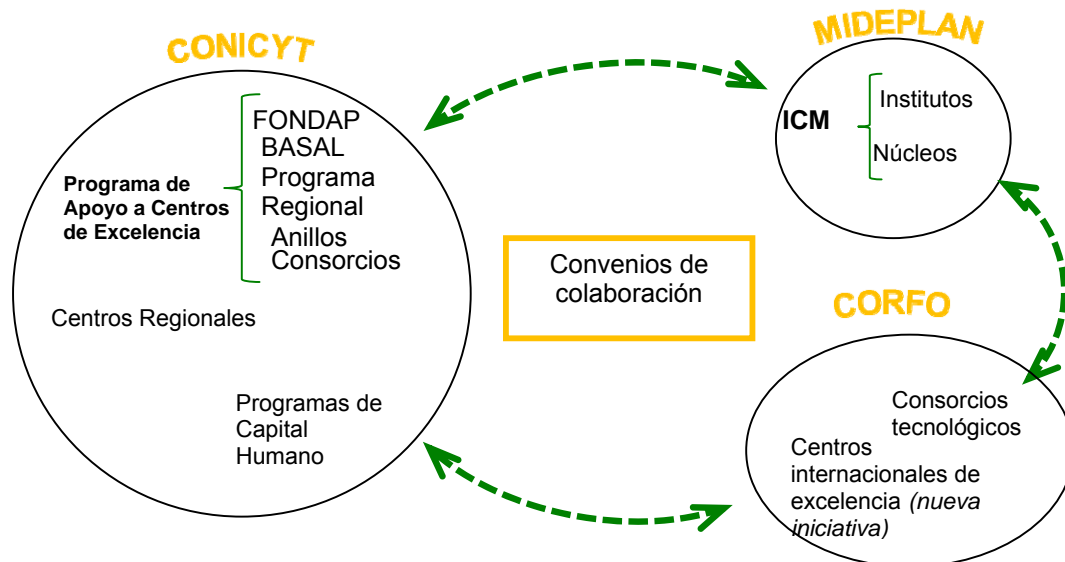 CONICYT
Programa de
Apoyo a Centros
de Excelencia
FONDAP
BASAL
Programa
Regional
Anillos
Consorcios
Centros Regionales
Programas de
Capital
Humano
Convenios de
colaboración
MIDEPLAN
ICM
Institutos
Núcleos
CORFO
Consorcios
tecnológicos
Centros
internacionales de
excelencia (nueva
iniciativa)